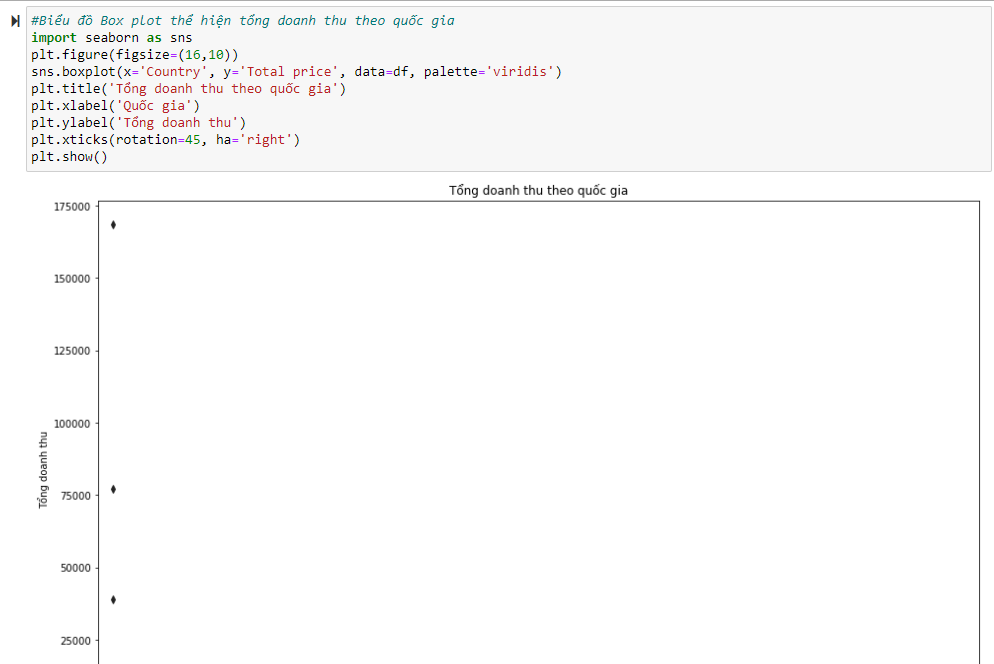 #Biểu đồ Box plot thể hiện tổng doanh thu theo quốc gia
import seaborn as sns
plt.figure(figsize=(16,10))
sns.boxplot(x='Country', y='Total price', data=df, palette='viridis')
plt.title('Tổng doanh thu theo quốc gia')
plt.xlabel('Quốc gia')
plt.ylabel('Tổng doanh thu')
plt.xticks(rotation=45, ha='right')
plt.show()
Tổng doanh thu theo quốc gia
175000
150000
125000
100000
Tổng doanh thu
75000
50000
25000